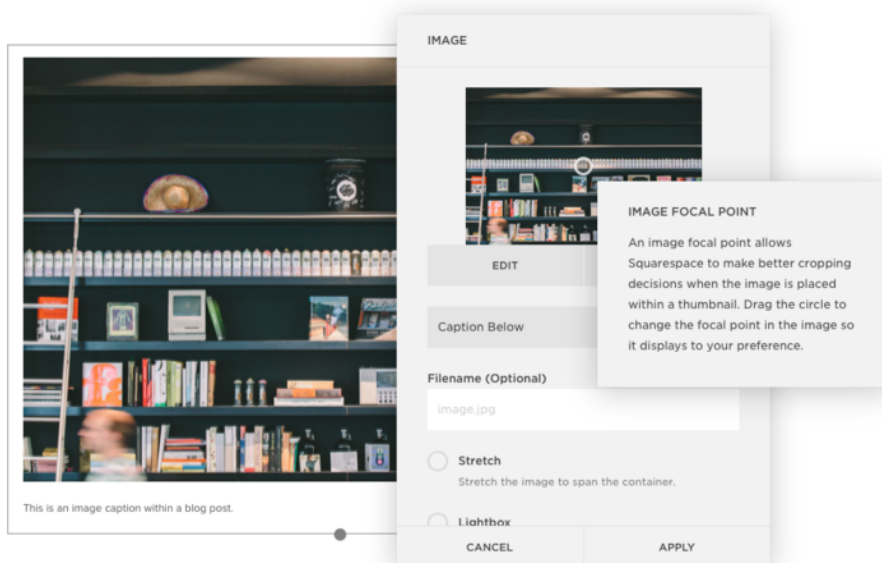 IMAGE
EDIT
Caption Below
Filename (Optional)
image.jpg
Stretch
Stretch the image to span the container.
Lightbox
CANCEL
APPLY
IMAGE FOCAL POINT
An image focal point allows
Squarespace to make better cropping
decisions when the image is placed
within a thumbnail. Drag the circle to
change the focal point in the image so
it displays to your preference.
This is an image caption within a blog post.